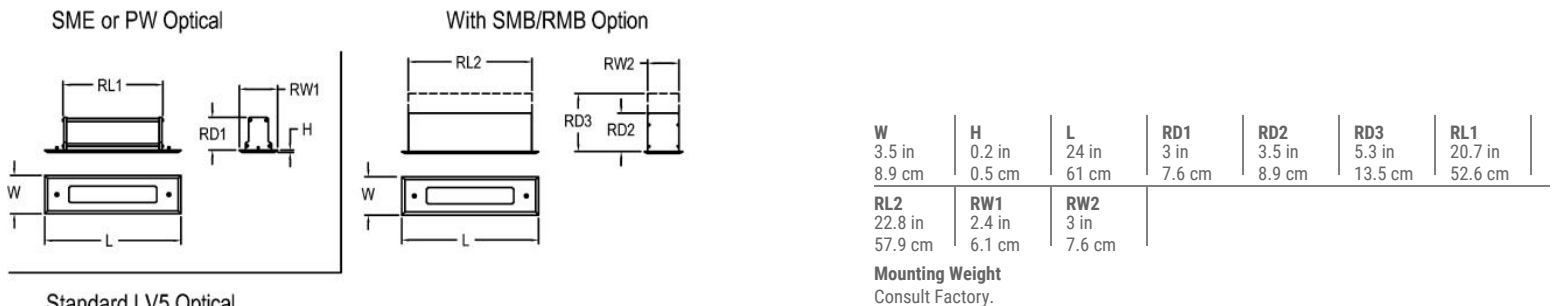 SME or PW Optical
With SMB/RMB Option
RL1
RW1
RD1
H
W
L
RL2
RW2
RD3
RD2
W
L
Standard LV5 Optical
W H L RD1 RD2 RD3 RL1
3.5 in 0.2 in 24 in 3 in 3.5 in 5.3 in 20.7 in
8.9 cm 0.5 cm 61 cm 7.6 cm 8.9 cm 13.5 cm 52.6 cm
RL2 RW1 RW2
22.8 in 2.4 in 3 in
57.9 cm 6.1 cm 7.6 cm
Mounting Weight
Consult Factory.